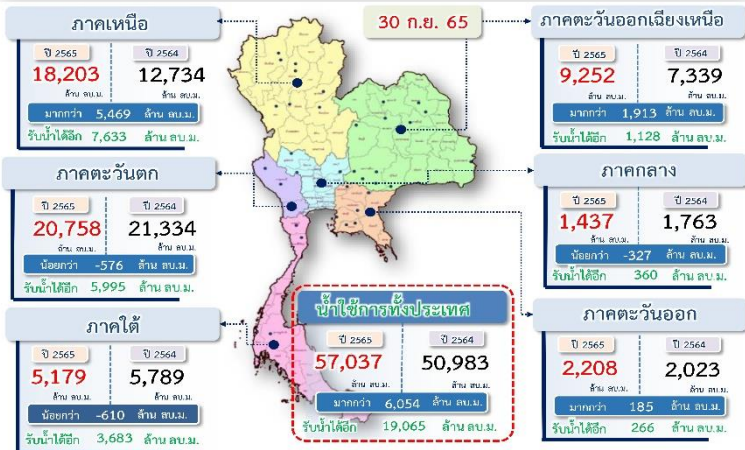 ภาคเหนือ
ปี 2565 ปี 2564
18,203 12,734
ล้าน ลบ.ม. ล้าน ลบ.ม.
มากกว่า 5,469 ล้าน ลบ.ม.
รับน้ำได้อีก 7,633 ล้าน ลบ.ม.
30 ก.ย. 65
ภาคตะวันออกเฉียงเหนือ
ปี 2565 ปี 2564
9,252 7,339
ล้าน ลบ.ม. ล้าน ลบ.ม.
มากกว่า 1,913 ล้าน ลบ.ม.
รับน้ำได้อีก 1,128 ล้าน ลบ.ม.
ภาคตะวันตก
ปี 2565 ปี 2564
20,758 21,334
ล้าน ลบ.ม. ล้าน ลบ.ม.
น้อยกว่า -576 ล้าน ลบ.ม.
รับน้ำได้อีก 5,995 ล้าน ลบ.ม.
ภาคกลาง
ปี 2565 ปี 2564
1,437 1,763
ล้าน ลบ.ม. ล้าน ลบ.ม.
น้อยกว่า -327 ล้าน ลบ.ม.
รับน้ำได้อีก 360 ล้าน ลบ.ม.
ภาคใต้
ปี 2565 ปี 2564
5,179 5,789
ล้าน ลบ.ม. ล้าน ลบ.ม.
น้อยกว่า -610 ล้าน ลบ.ม.
รับน้ำได้อีก 3,683 ล้าน ลบ.ม.
น้ำใช้การทั้งประเทศ
ปี 2565 ปี 2564
57,037 50,983
ล้าน ลบ.ม. ล้าน ลบ.ม.
มากกว่า 6,054 ล้าน ลบ.ม.
รับน้ำได้อีก 19,065 ล้าน ลบ.ม.
ภาคตะวันออก
ปี 2565 ปี 2564
2,208 2,023
ล้าน ลบ.ม. ล้าน ลบ.ม.
มากกว่า 185 ล้าน ลบ.ม.
รับน้ำได้อีก 266 ล้าน ลบ.ม.